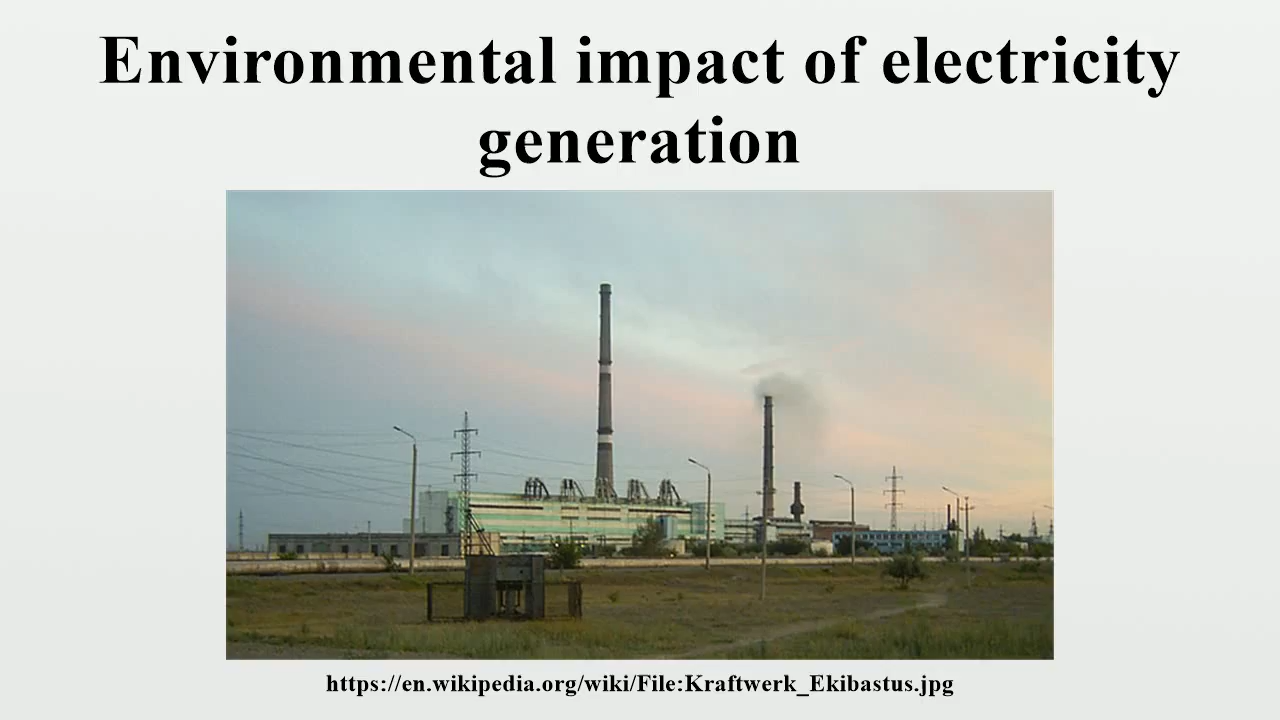 Environmental impact of electricity
generation
https://en.wikipedia.org/wiki/File:Kraftwerk_Ekibastus.jpg